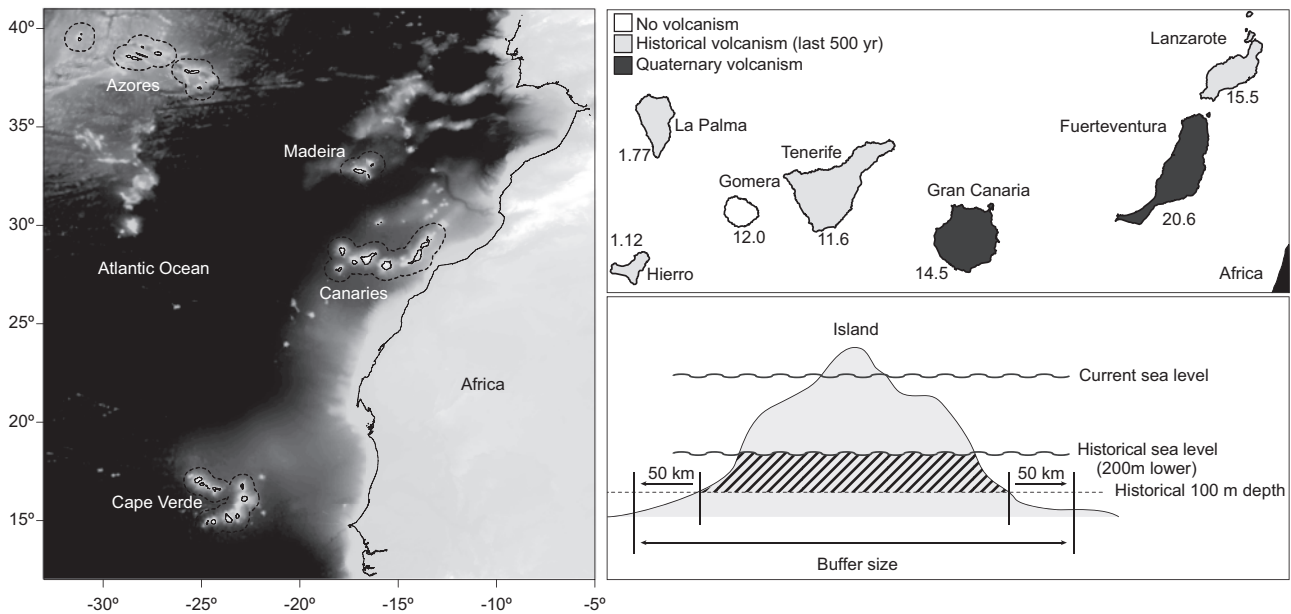 40º
35º
30º
25º
20º
15º
-30º
-25º
-20º
-15º
-10º
-5º
Azores
Madeira
Atlantic Ocean
Canaries
Africa
Cape Verde
No volcanism
Historical volcanism (last 500 yr)
Quaternary volcanism
Lanzarote
15.5
La Palma
1.77
Fuerteventura
20.6
Tenerife
11.6
Gomera
12.0
Gran Canaria
14.5
1.12
Hierro
Africa
Island
Current sea level
Historical sea level
(200m lower)
50 km
50 km
Historical 100 m depth
Buffer size